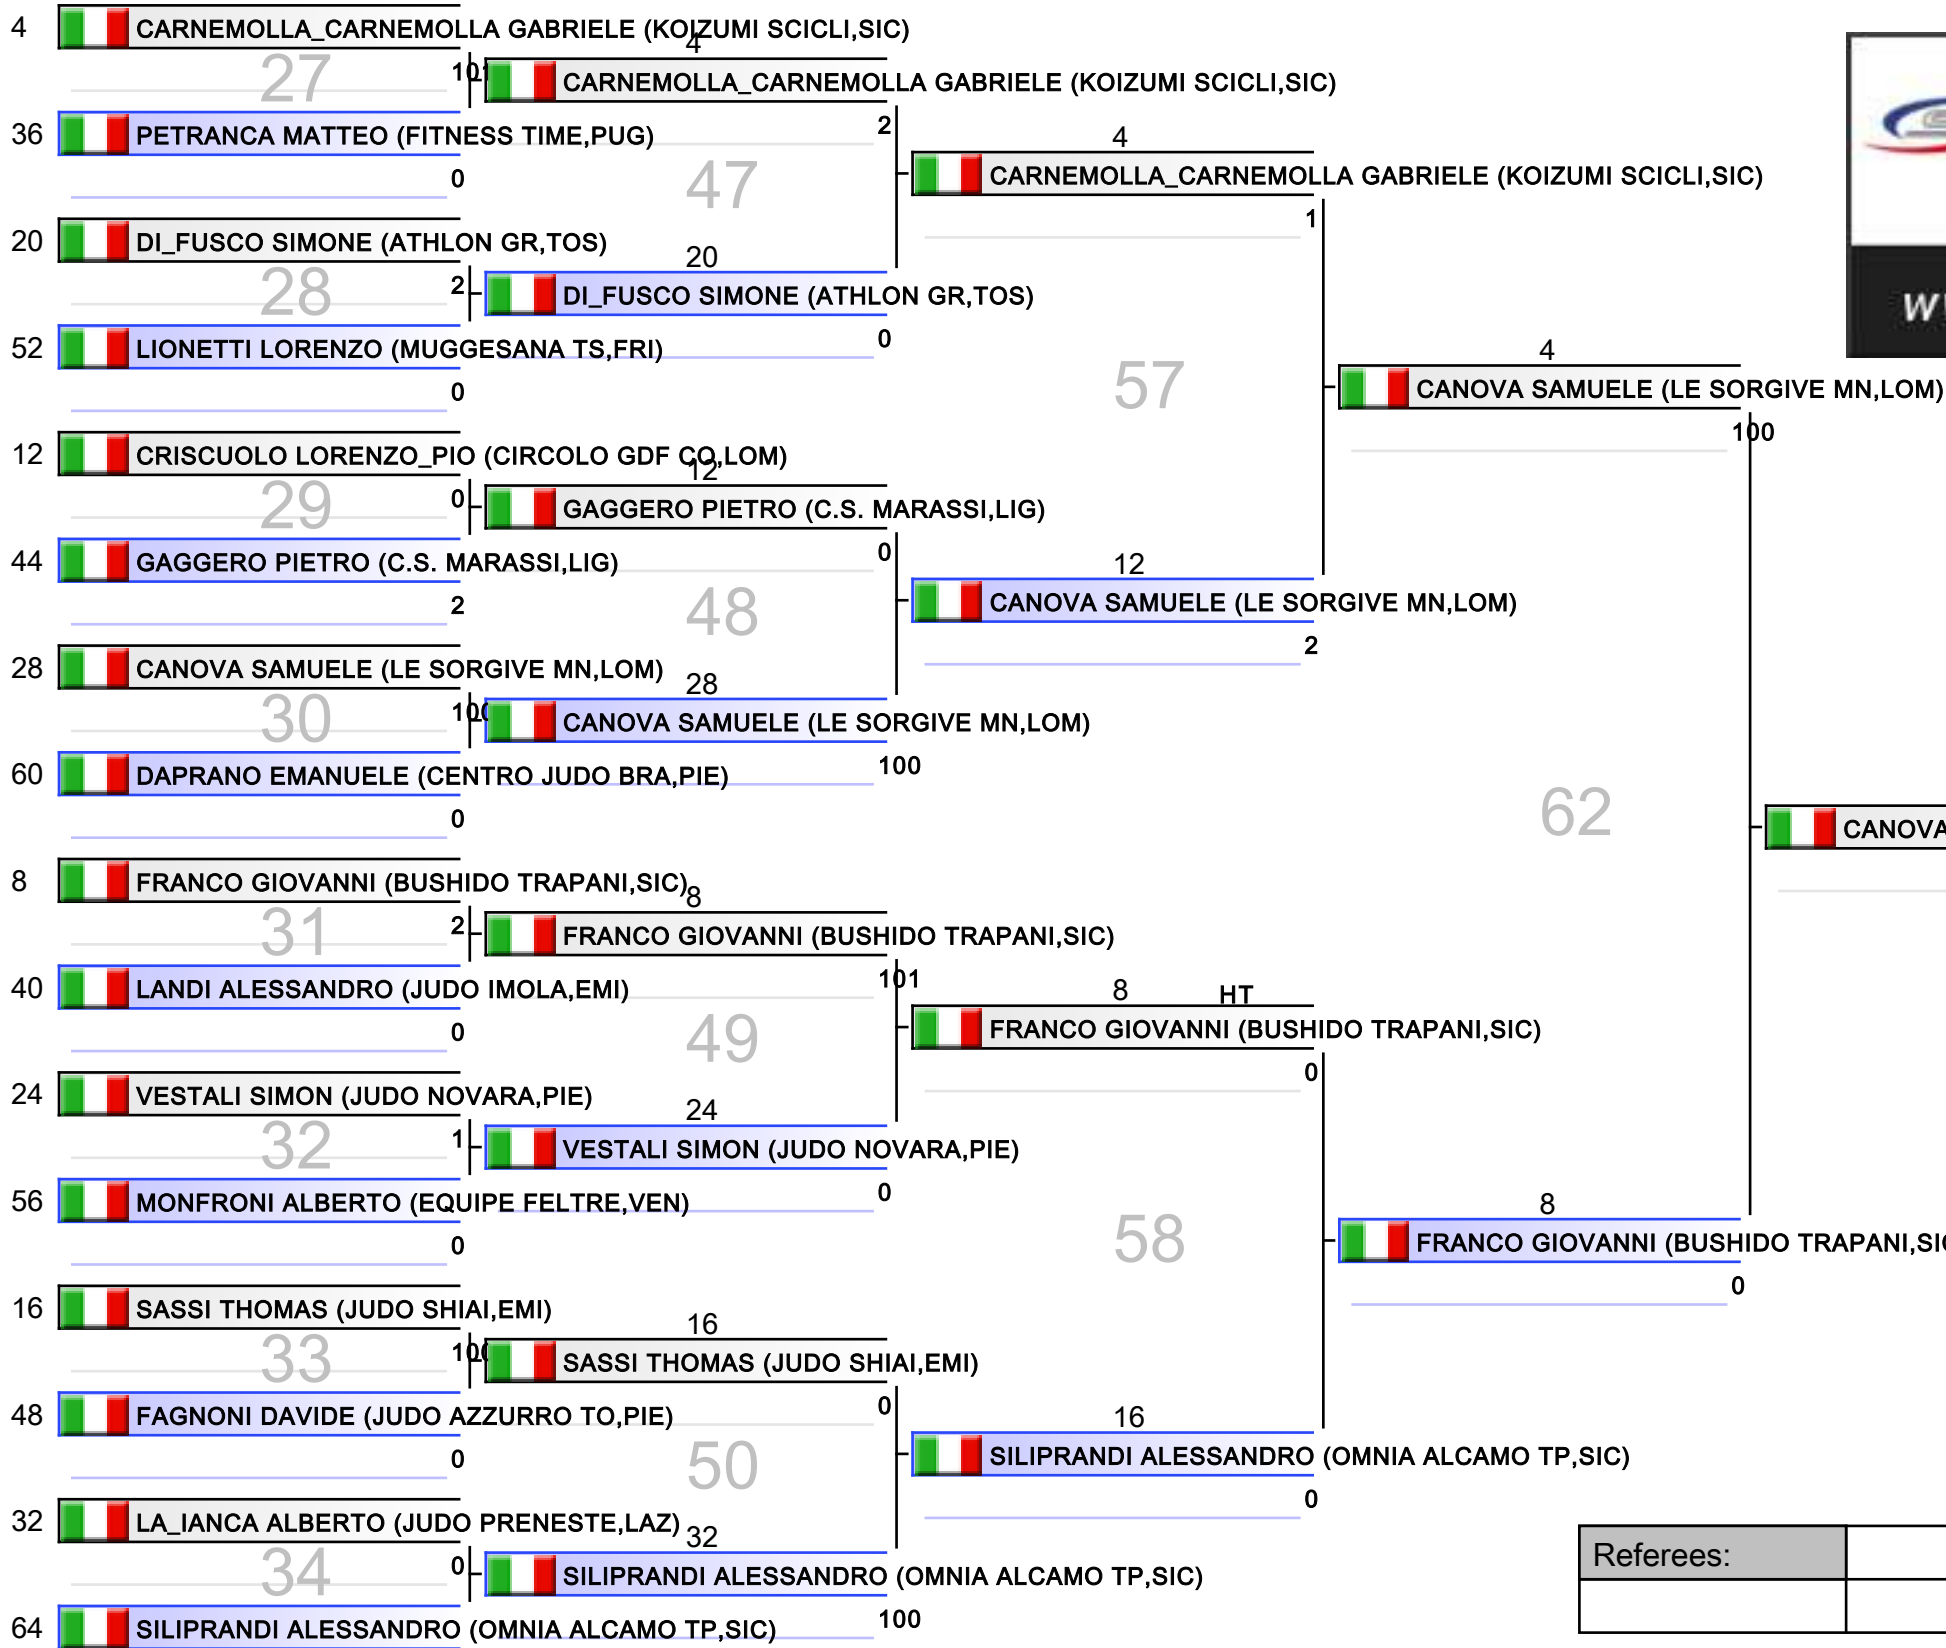 4 CARNEMOLLA_CARNEMOLLA GABRIELE (KOIZUMI SCICLI,SIC)
27
36 PETRANCA MATTEO (FITNESS TIME,PUG)
0
20 DI_FUSCO SIMONE (ATHLON GR,TOS)
28 2
52 LIONETTI LORENZO (MUGGESANA TS,FRI)
0
12 CRISCUOLO LORENZO_PIO (CIRCOLO GDF CO,LOM)
29 0
44 GAGGERO PIETRO (C.S. MARASSI,LIG)
2
28 CANOVA SAMUELE (LE SORGIVE MN,LOM)
30 100
60 DAPRANO EMANUELE (CENTRO JUDO BRA,PIE)
0
8 FRANCO GIOVANNI (BUSHIDO TRAPANI,SIC)
31 2
40 LANDI ALESSANDRO (JUDO IMOLA,EMI)
0
24 VESTALI SIMON (JUDO NOVARA,PIE)
32 1
56 MONFRONI ALBERTO (EQUIPE FELTRE,VEN)
0
16 SASSI THOMAS (JUDO SHIAI,EMI)
33 100
48 FAGNONI DAVIDE (JUDO AZZURRO TO,PIE)
0
32 LA_IANCA ALBERTO (JUDO PRENESTE,LAZ)
34 0
64 SILIPRANDI ALESSANDRO (OMNIA ALCAMO TP,SIC)
4
CARNEMOLLA_CARNEMOLLA GABRIELE (KOIZUMI SCICLI,SIC)
2
47
20
DI_FUSCO SIMONE (ATHLON GR,TOS)
0
12
GAGGERO PIETRO (C.S. MARASSI,LIG)
0
48
28
CANOVA SAMUELE (LE SORGIVE MN,LOM)
100
8
FRANCO GIOVANNI (BUSHIDO TRAPANI,SIC)
101
49
24
VESTALI SIMON (JUDO NOVARA,PIE)
0
16
SASSI THOMAS (JUDO SHIAI,EMI)
0
50
32
SILIPRANDI ALESSANDRO (OMNIA ALCAMO TP,SIC)
100
4
CARNEMOLLA_CARNEMOLLA GABRIELE (KOIZUMI SCICLI,SIC)
1
57
12
CANOVA SAMUELE (LE SORGIVE MN,LOM)
2
8 HT
FRANCO GIOVANNI (BUSHIDO TRAPANI,SIC)
0
58
16
SILIPRANDI ALESSANDRO (OMNIA ALCAMO TP,SIC)
0
4
CANOVA SAMUELE (LE SORGIVE MN,LOM)
100
62
8
FRANCO GIOVANNI (BUSHIDO TRAPANI,SI
0
CANOVA
Referees: